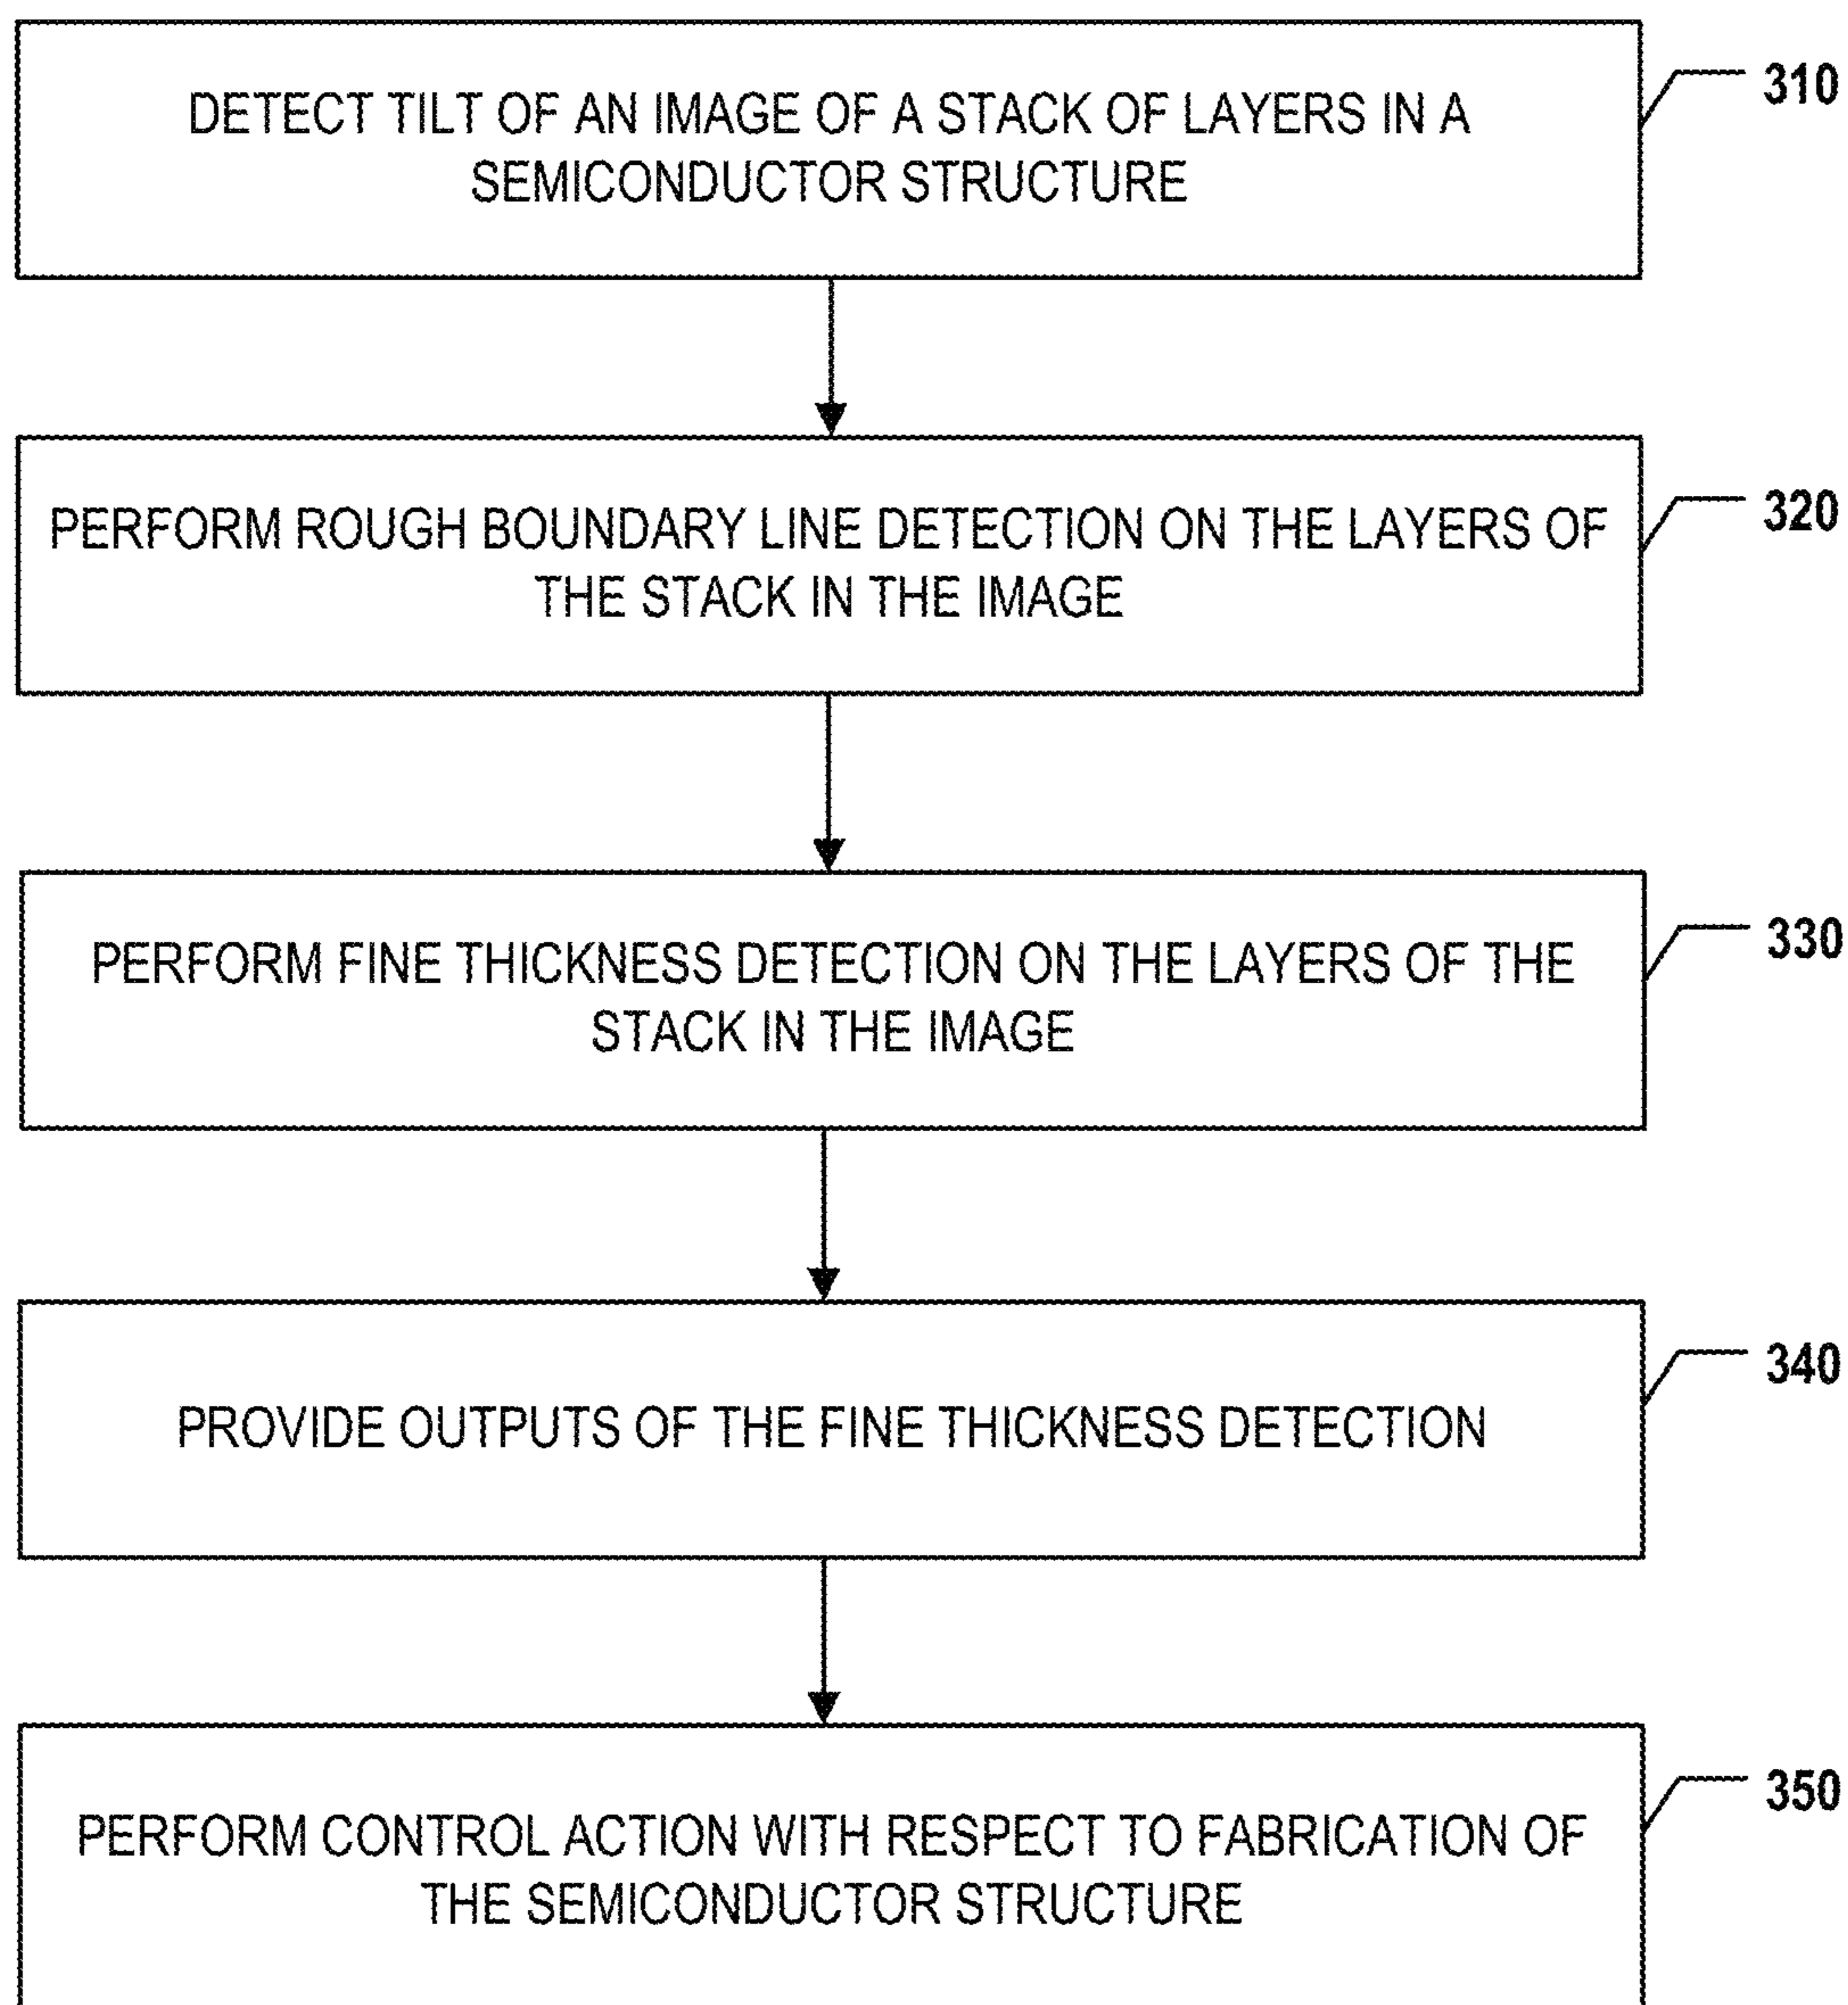 DETECT TILT OF AN IMAGE OF A STACK OF LAYERS IN A
SEMICONDUCTOR STRUCTURE
310
PERFORM ROUGH BOUNDARY LINE DETECTION ON THE LAYERS OF
THE STACK IN THE IMAGE
320
PERFORM FINE THICKNESS DETECTION ON THE LAYERS OF THE
STACK IN THE IMAGE
330
PROVIDE OUTPUTS OF THE FINE THICKNESS DETECTION
340
PERFORM CONTROL ACTION WITH RESPECT TO FABRICATION OF
THE SEMICONDUCTOR STRUCTURE
350